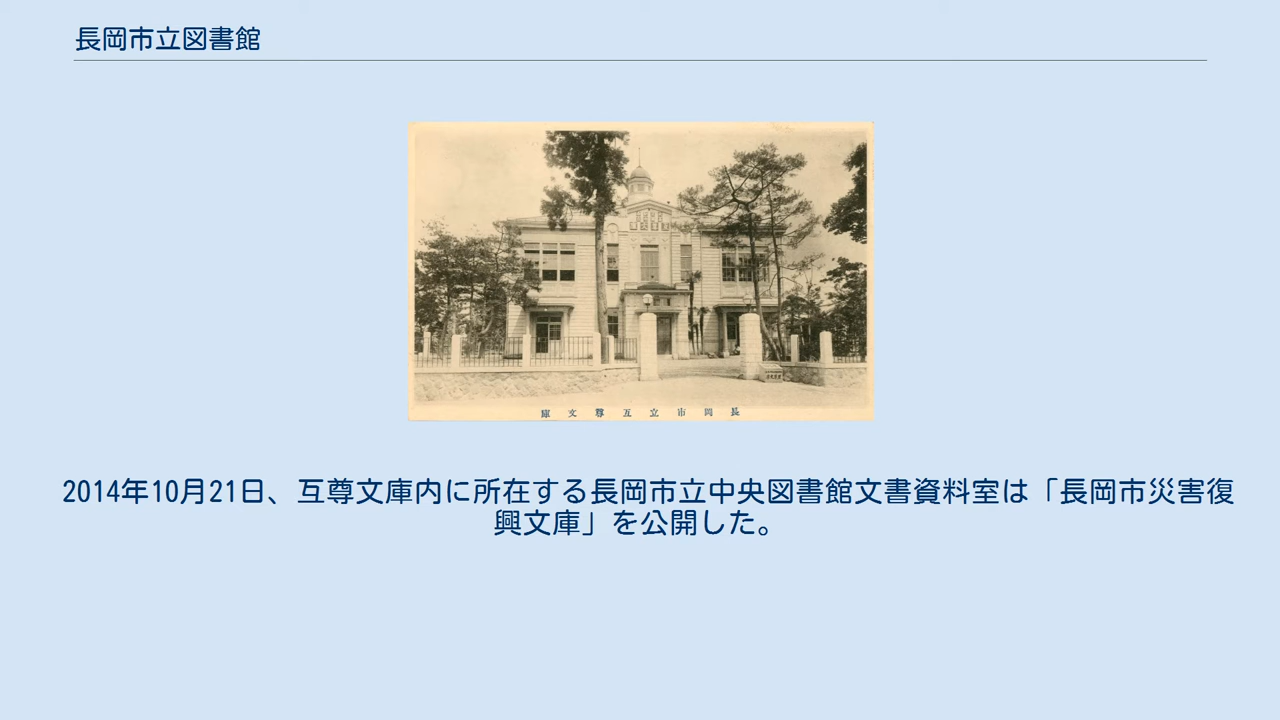 長岡市立図書館
庫文尊互立市岡長
2014年10月21日、互尊文庫内に所在する長岡市立中央図書館文書資料室は「長岡市災害復
興文庫」を公開した。